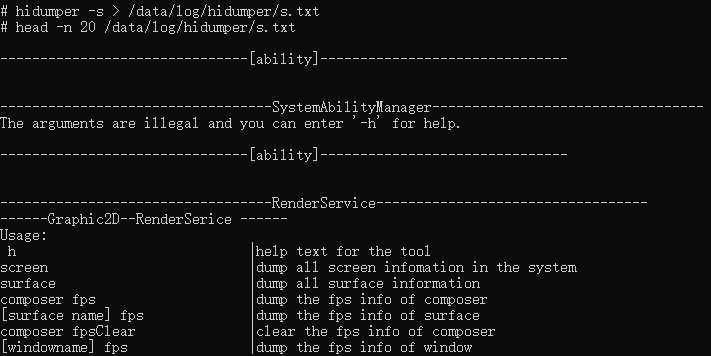 # hidumper -s > /data/log/hidumper/s.txt
# head -n 20 /data/log/hidumper/s.txt
-------------------------------[ability]-------------------------------
----------------------------------SystemAbilityManager----------------------------------
The arguments are illegal and you can enter '-h' for help.
-------------------------------[ability]-------------------------------
----------------------------------RenderService----------------------------------
------Graphic2D--RenderSerice ------
Usage:
h |help text for the tool
screen |dump all screen infomation in the system
surface |dump all surface information
composer fps |dump the fps info of composer
[surface name] fps |dump the fps info of surface
composer fpsClear |clear the fps info of composer
[windowname] fps |dump the fps info of window